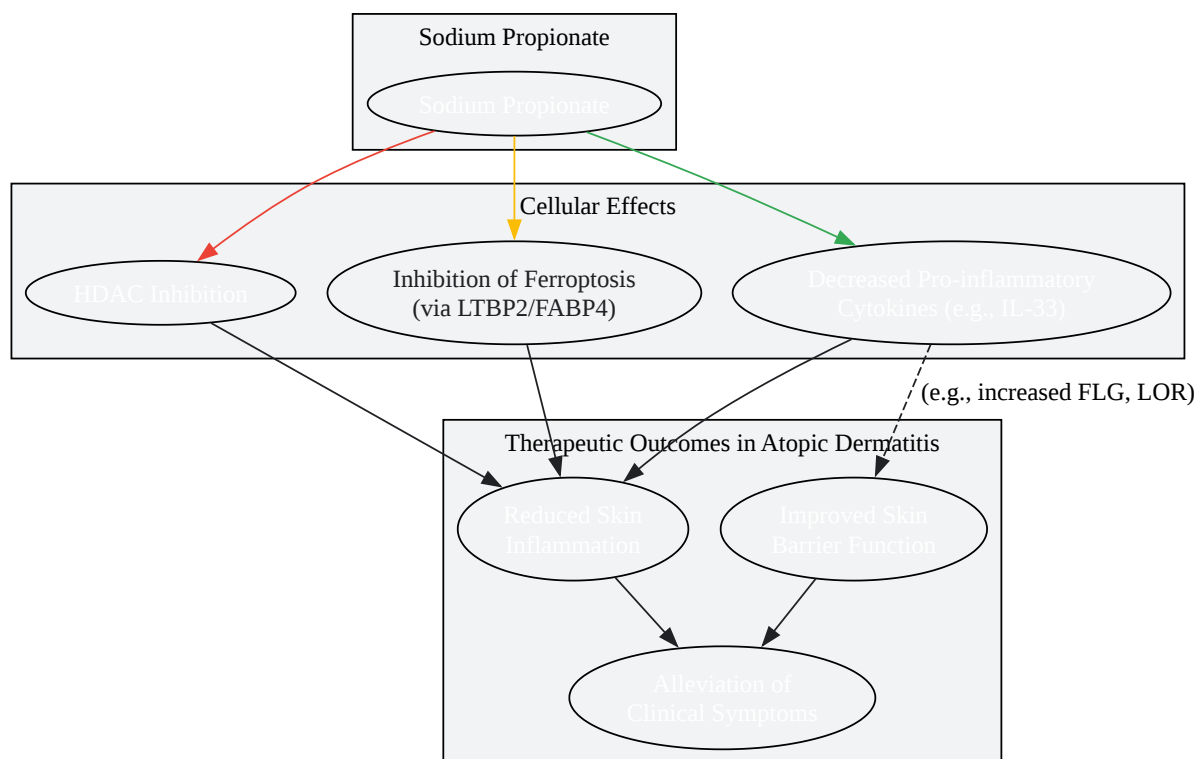 Sodium Propionate
Sodium Propionate
Cellular Effects
HDAC Inhibition
Inhibition of Ferroptosis
(via LTBP2/FABP4)
Decreased Pro-inflammatory
Cytokines (e.g., IL-33)
(e.g., increased FLG, LOR)
Therapeutic Outcomes in Atopic Dermatitis
Reduced Skin
Inflammation
Improved Skin
Barrier Function
Alleviation of
Clinical Symptoms